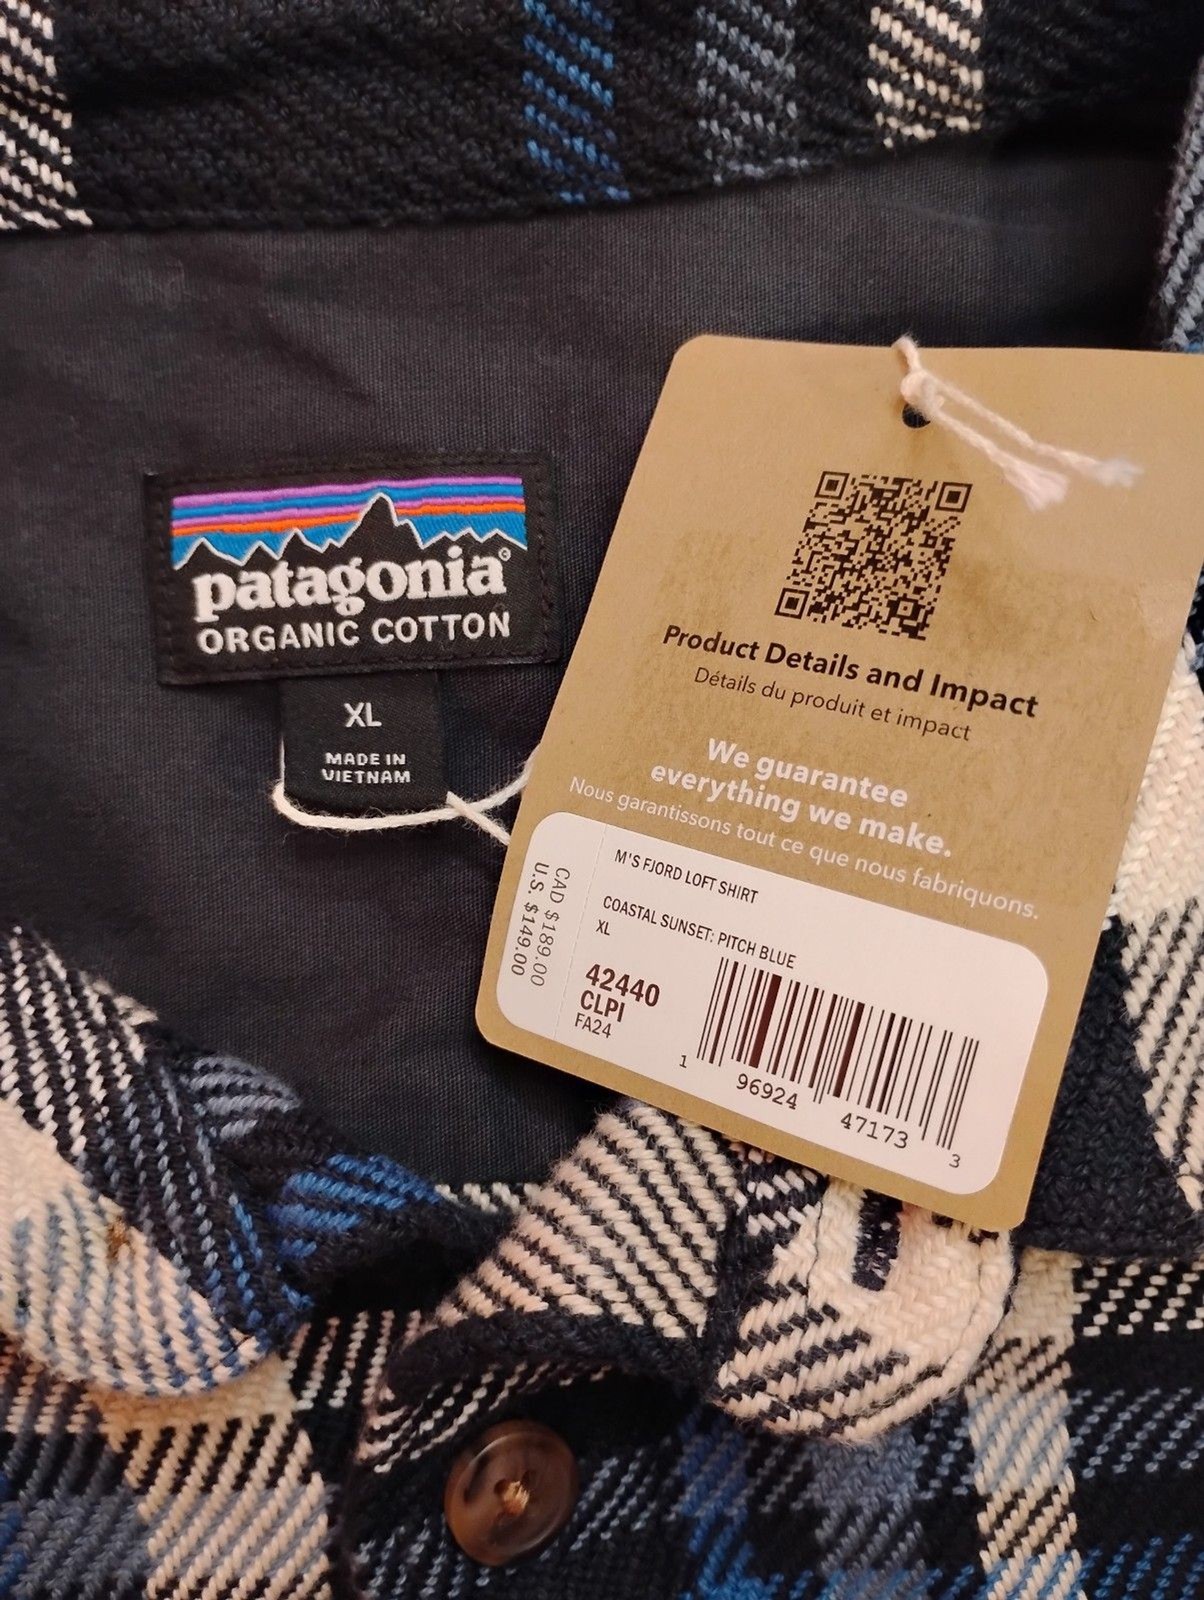 patagonia®
ORGANIC COTTON
XL
MADE IN
VIETNAM
Product Details and Impact
Détails du produit et impact
We guarantee
everything we make.
Nous garantissons tout ce que nous fabriquons.
CAD $189.00
U.S. $149.00
M'S FJORD LOFT SHIRT
COASTAL SUNSET: PITCH BLUE
XL
42440
CLPI
FA24
1 96924 47173 3